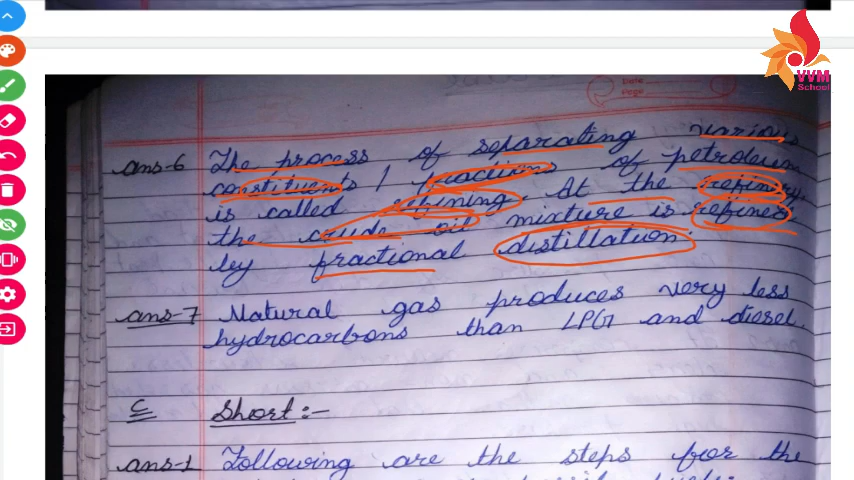 VVM
School
Date
Page
ans-6 The process of separating various
constituents / fractions of petroleum
is called refining. At the refinery,
the crude oil mixture is refined
by fractional distillation.
ans-7 Natural gas produces very less
hydrocarbons than LPG and diesel.
C Short:-
ans-1 Following are the steps for the